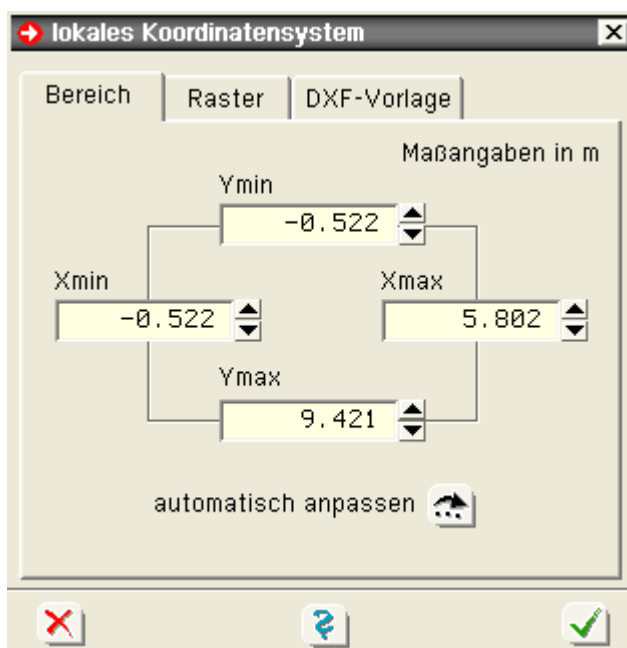 lokales Koordinatensystem
Bereich Raster DXF-Vorlage
Maßangaben in m
Ymin
-0.522
Xmin Xmax
-0.522 5.802
Ymax
9.421
automatisch anpassen